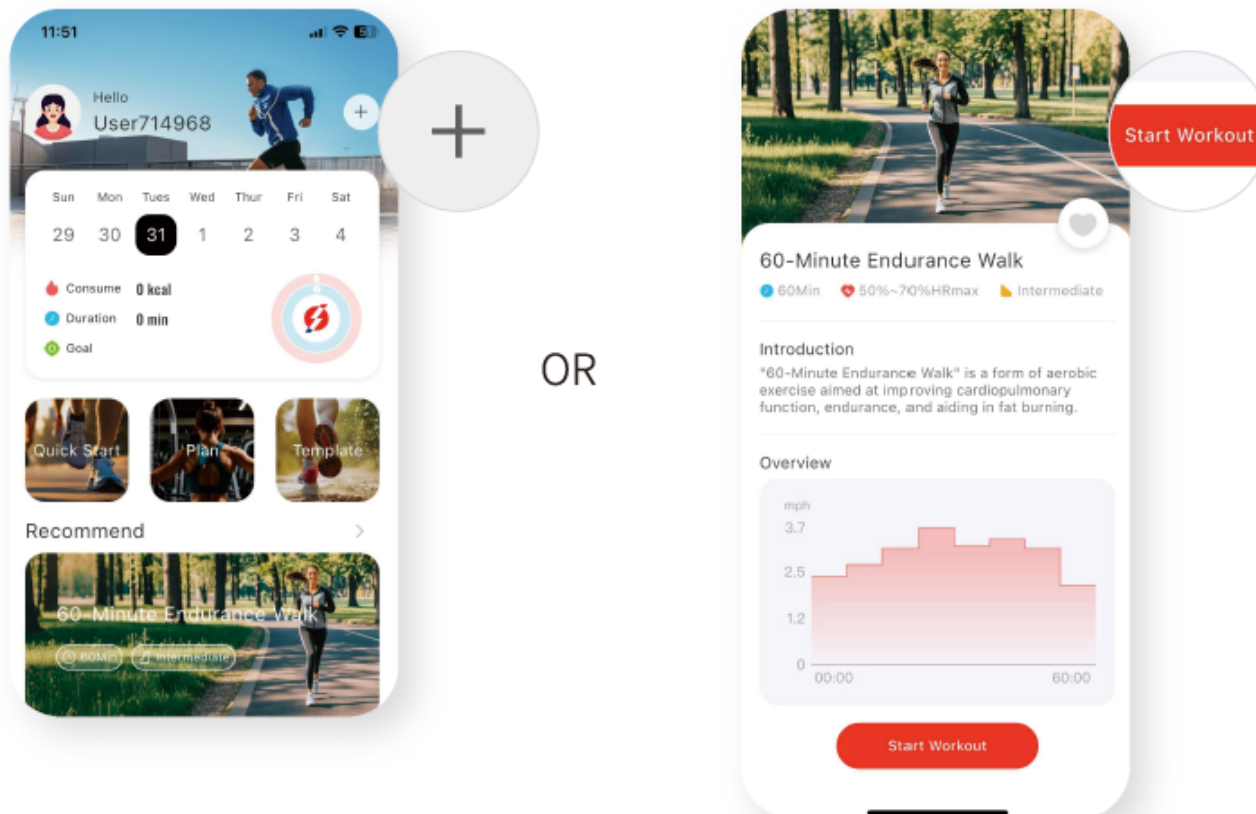 11:51
Hello
User714968
+
+
Sun Mon Tues Wed Thur Fri Sat
29 30 31 1 2 3 4
Consume 0 kcal
Duration 0 min
Goal
Quick Start Plan Template
Recommend
60-Minute Endurance Walk
60Min Intermediate
OR
Start Workout
60-Minute Endurance Walk
60Min 50%~70%HRmax Intermediate
Introduction
"60-Minute Endurance Walk" is a form of aerobic
exercise aimed at improving cardiopulmonary
function, endurance, and aiding in fat burning.
Overview
mph
3.7
2.5
1.2
0
00:00 60:00
Start Workout